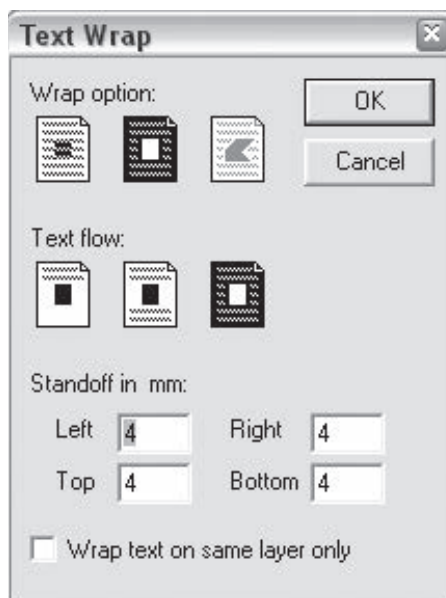 Text Wrap
Wrap option:
OK
Cancel
Text flow:
Standoff in mm:
Left 4 Right 4
Top 4 Bottom 4
Wrap text on same layer only